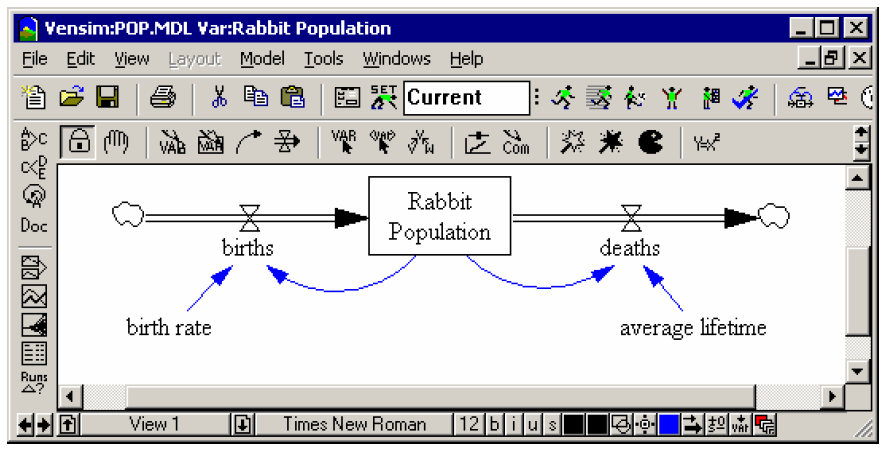 Vensim:POP.MDL Var:Rabbit Population
File Edit View Layout Model Tools Windows Help
SET Current
VAR Com Y=X²
Doc
Runs
Rabbit
Population
births
deaths
birth rate
average lifetime
View 1 Times New Roman 12 b i u s